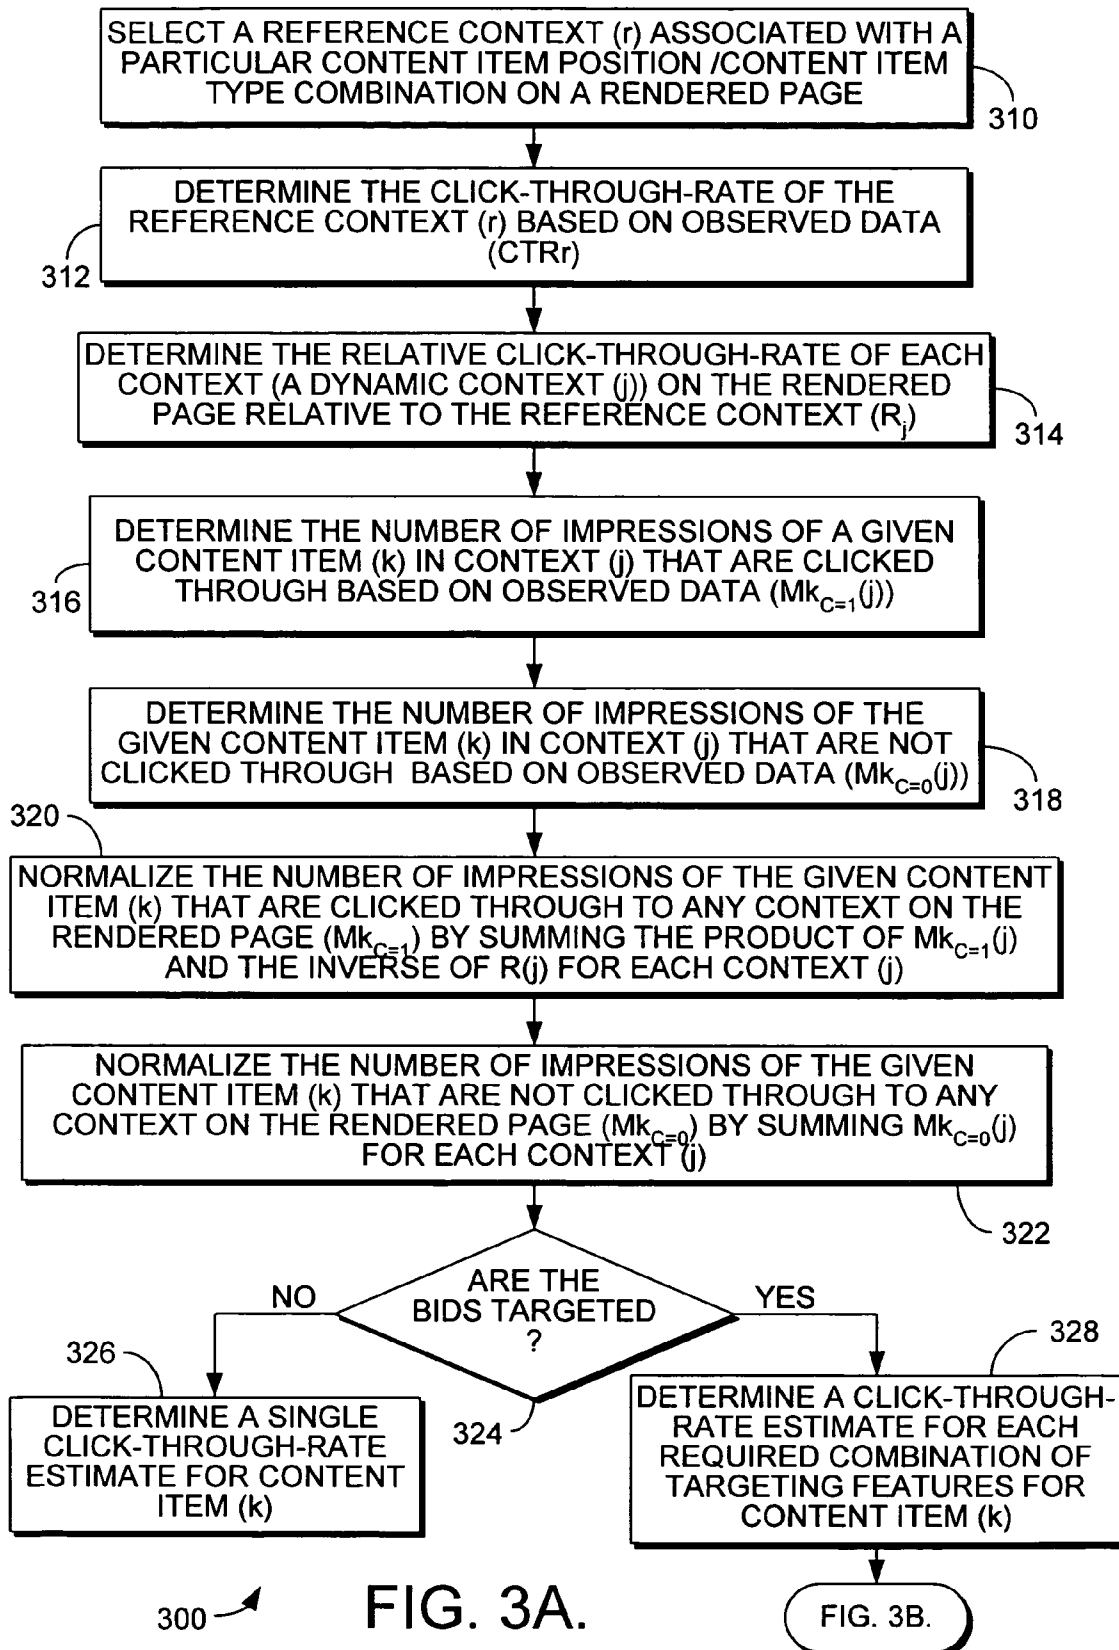 SELECT A REFERENCE CONTEXT (r) ASSOCIATED WITH A
PARTICULAR CONTENT ITEM POSITION /CONTENT ITEM
TYPE COMBINATION ON A RENDERED PAGE
310
DETERMINE THE CLICK-THROUGH-RATE OF THE
REFERENCE CONTEXT (r) BASED ON OBSERVED DATA
(CTRr)
312
DETERMINE THE RELATIVE CLICK-THROUGH-RATE OF EACH
CONTEXT (A DYNAMIC CONTEXT (j)) ON THE RENDERED
PAGE RELATIVE TO THE REFERENCE CONTEXT (Rj)
314
DETERMINE THE NUMBER OF IMPRESSIONS OF A GIVEN
CONTENT ITEM (k) IN CONTEXT (j) THAT ARE CLICKED
THROUGH BASED ON OBSERVED DATA (MkC=1(j))
316
DETERMINE THE NUMBER OF IMPRESSIONS OF THE
GIVEN CONTENT ITEM (k) IN CONTEXT (j) THAT ARE NOT
CLICKED THROUGH BASED ON OBSERVED DATA (MkC=0(j))
318
320
NORMALIZE THE NUMBER OF IMPRESSIONS OF THE GIVEN CONTENT
ITEM (k) THAT ARE CLICKED THROUGH TO ANY CONTEXT ON THE
RENDERED PAGE (MkC=1) BY SUMMING THE PRODUCT OF MkC=1(j)
AND THE INVERSE OF R(j) FOR EACH CONTEXT (j)
NORMALIZE THE NUMBER OF IMPRESSIONS OF THE GIVEN
CONTENT ITEM (k) THAT ARE NOT CLICKED THROUGH TO ANY
CONTEXT ON THE RENDERED PAGE (MkC=0) BY SUMMING MkC=0(j)
FOR EACH CONTEXT (j)
322
ARE THE
BIDS TARGETED
?
NO
YES
324
326
DETERMINE A SINGLE
CLICK-THROUGH-RATE
ESTIMATE FOR CONTENT
ITEM (k)
328
DETERMINE A CLICK-THROUGH-
RATE ESTIMATE FOR EACH
REQUIRED COMBINATION OF
TARGETING FEATURES FOR
CONTENT ITEM (k)
300
FIG. 3A.
FIG. 3B.